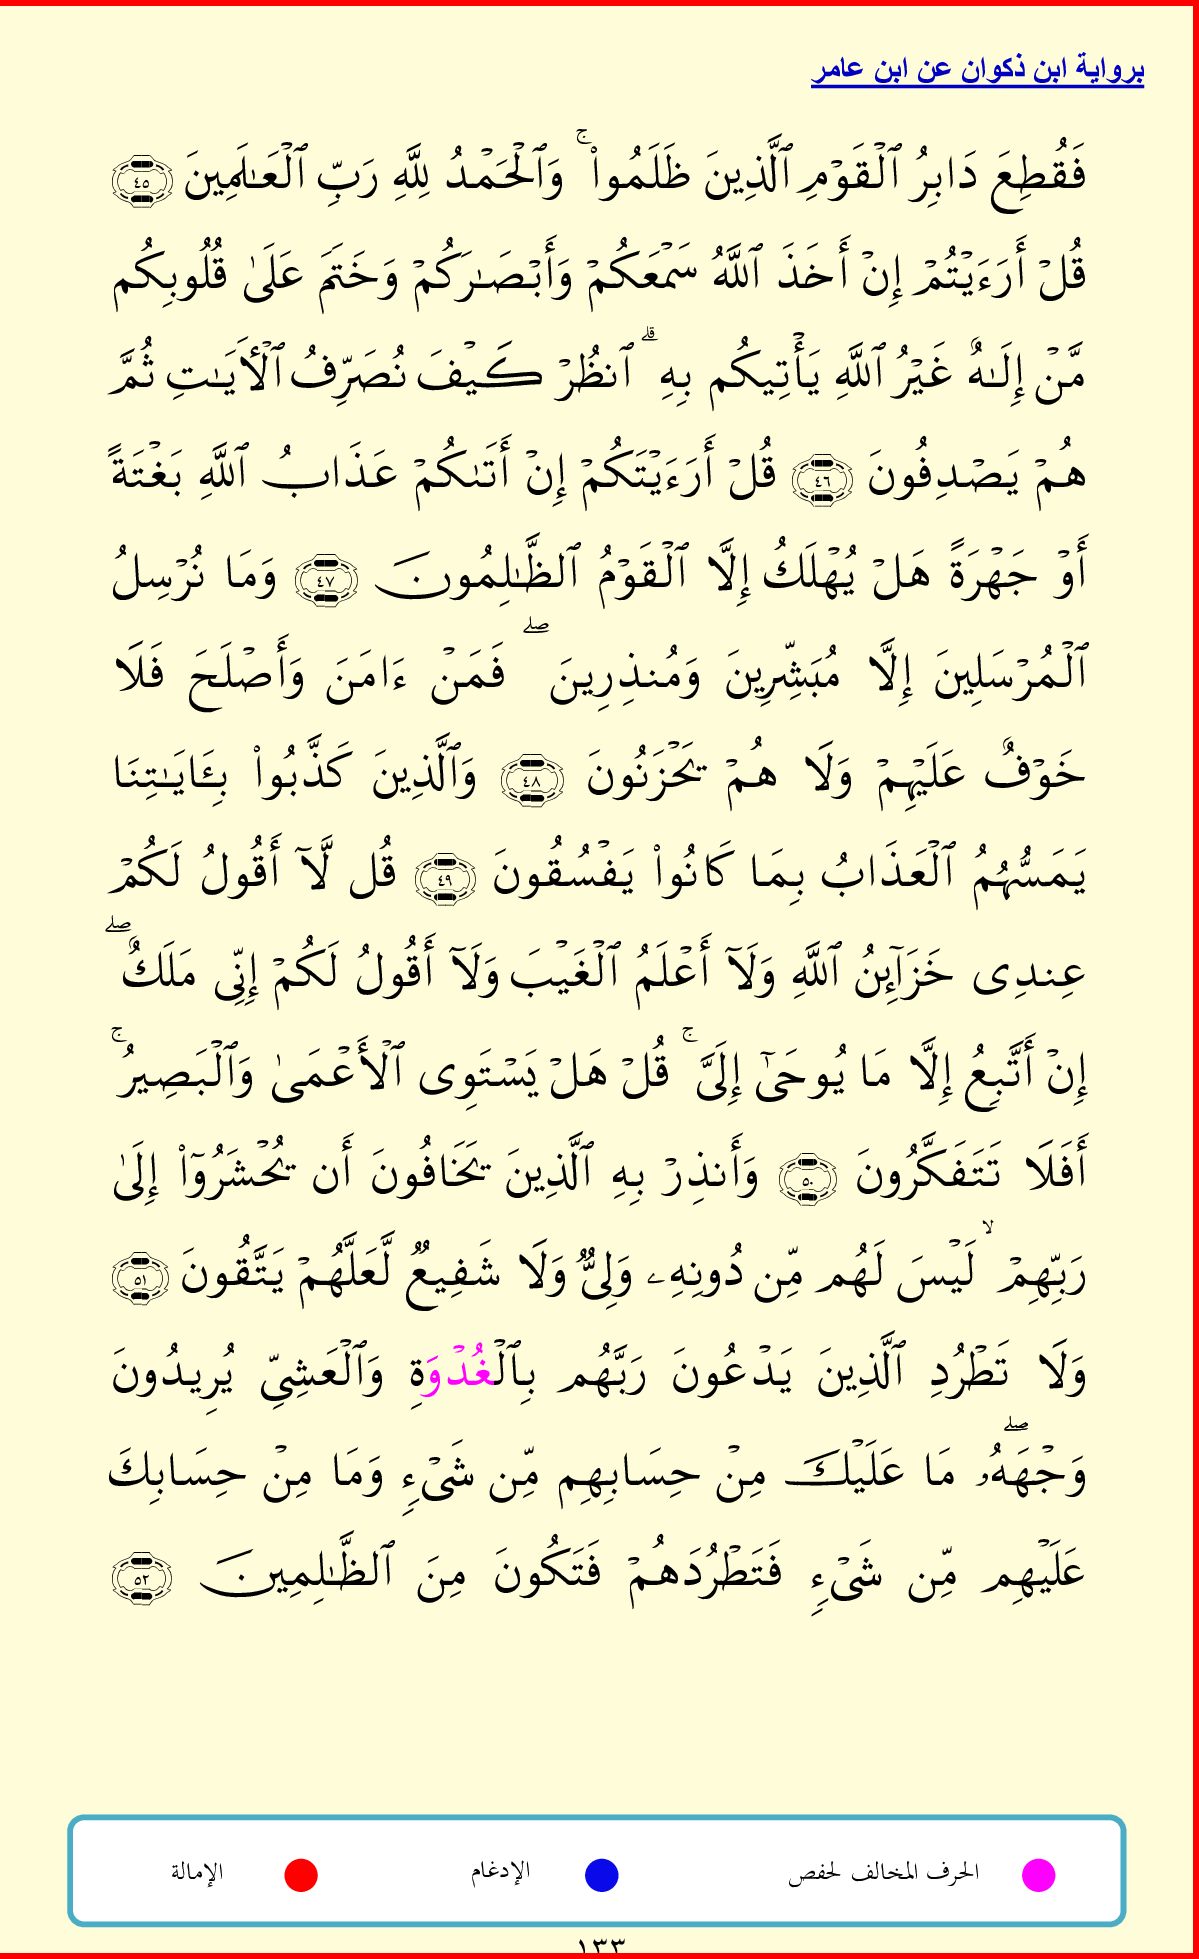 برواية ابن ذكوان عن ابن عامر
فَقُطِعَ دَابِرُ ٱلۡقَوۡمِ ٱلَّذِينَ ظَلَمُواْۚ وَٱلۡحَمۡدُ لِلَّهِ رَبِّ ٱلۡعَٰلَمِينَ ٤٥
قُلۡ أَرَءَيۡتُمۡ إِنۡ أَخَذَ ٱللَّهُ سَمۡعَكُمۡ وَأَبۡصَٰرَكُمۡ وَخَتَمَ عَلَىٰ قُلُوبِكُم
مَّنۡ إِلَٰهٌ غَيۡرُ ٱللَّهِ يَأۡتِيكُم بِهِۗ ٱنظُرۡ كَيۡفَ نُصَرِّفُ ٱلۡأٓيَٰتِ ثُمَّ
هُمۡ يَصۡدِفُونَ ٤٦ قُلۡ أَرَءَيۡتَكُمۡ إِنۡ أَتَىٰكُمۡ عَذَابُ ٱللَّهِ بَغۡتَةً
أَوۡ جَهۡرَةً هَلۡ يُهۡلَكُ إِلَّا ٱلۡقَوۡمُ ٱلظَّٰلِمُونَ ٤٧ وَمَا نُرۡسِلُ
ٱلۡمُرۡسَلِينَ إِلَّا مُبَشِّرِينَ وَمُنذِرِينَۖ فَمَنۡ ءَامَنَ وَأَصۡلَحَ فَلَا
خَوۡفٌ عَلَيۡهِمۡ وَلَا هُمۡ يَحۡزَنُونَ ٤٨ وَٱلَّذِينَ كَذَّبُواْ بِـَٔايَٰتِنَا
يَمَسُّهُمُ ٱلۡعَذَابُ بِمَا كَانُواْ يَفۡسُقُونَ ٤٩ قُل لَّآ أَقُولُ لَكُمۡ
عِندِي خَزَآئِنُ ٱللَّهِ وَلَآ أَعۡلَمُ ٱلۡغَيۡبَ وَلَآ أَقُولُ لَكُمۡ إِنِّي مَلَكٌۖ
إِنۡ أَتَّبِعُ إِلَّا مَا يُوحَىٰٓ إِلَيَّۚ قُلۡ هَلۡ يَسۡتَوِي ٱلۡأَعۡمَىٰ وَٱلۡبَصِيرُۚ
أَفَلَا تَتَفَكَّرُونَ ٥٠ وَأَنذِرۡ بِهِ ٱلَّذِينَ يَخَافُونَ أَن يُحۡشَرُوٓاْ إِلَىٰ
رَبِّهِمۡۙ لَيۡسَ لَهُم مِّن دُونِهِۦ وَلِيٌّ وَلَا شَفِيعٌ لَّعَلَّهُمۡ يَتَّقُونَ ٥١
وَلَا تَطۡرُدِ ٱلَّذِينَ يَدۡعُونَ رَبَّهُم بِٱلۡغُدۡوَةِ وَٱلۡعَشِيِّ يُرِيدُونَ
وَجۡهَهُۥۖ مَا عَلَيۡكَ مِنۡ حِسَابِهِم مِّن شَيۡءٍ وَمَا مِنۡ حِسَابِكَ
عَلَيۡهِم مِّن شَيۡءٍ فَتَطۡرُدَهُمۡ فَتَكُونَ مِنَ ٱلظَّٰلِمِينَ ٥٢
الحرف المخالف لحفص الإدغام الإمالة
١٣٣